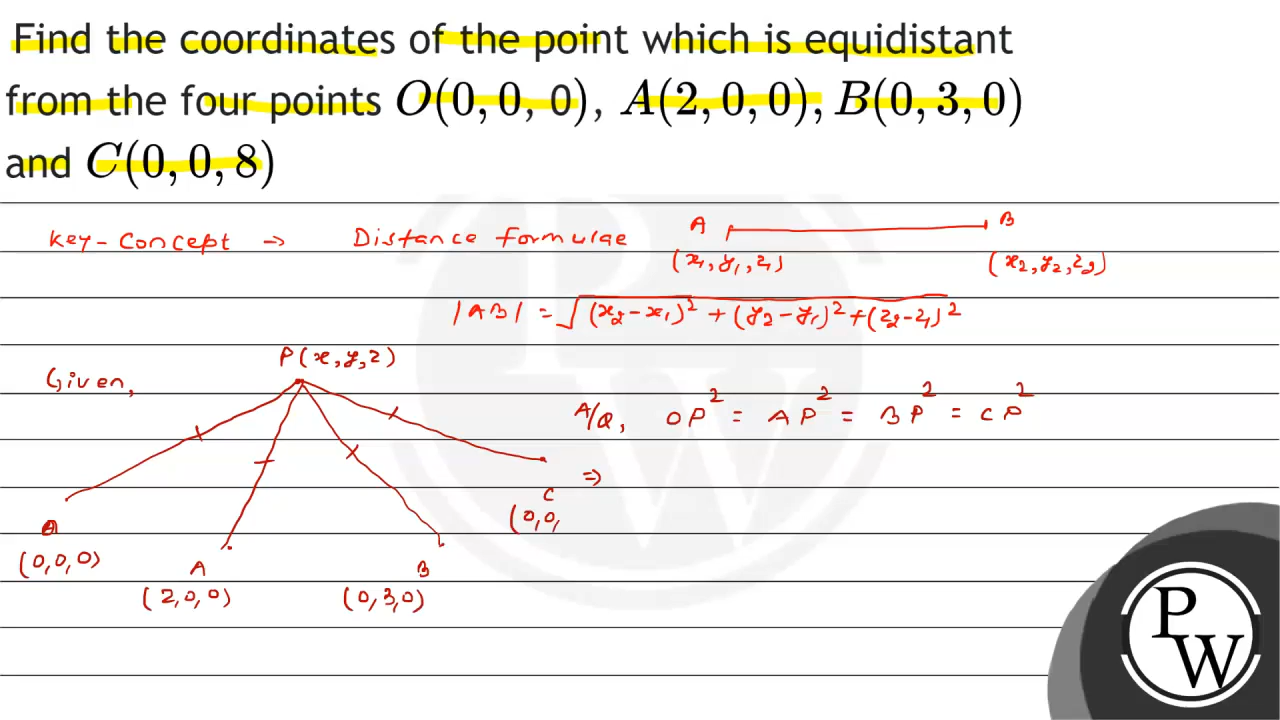 Find the coordinates of the point which is equidistant
from the four points O(0, 0, 0), A(2, 0, 0), B(0, 3, 0)
and C(0, 0, 8)
Key-Concept ⇒ Distance formulae
A B
(x₁, y₁, z₁) (x₂, y₂, z₂)
|AB| = √(x₂-x₁)² + (y₂-y₁)² + (z₂-z₁)²
P(x, y, z)
Given,
A/Q, OP² = AP² = BP² = CP²
⇒
C
(0,0,
O
(0,0,0)
A B
(2,0,0) (0,3,0)
PW